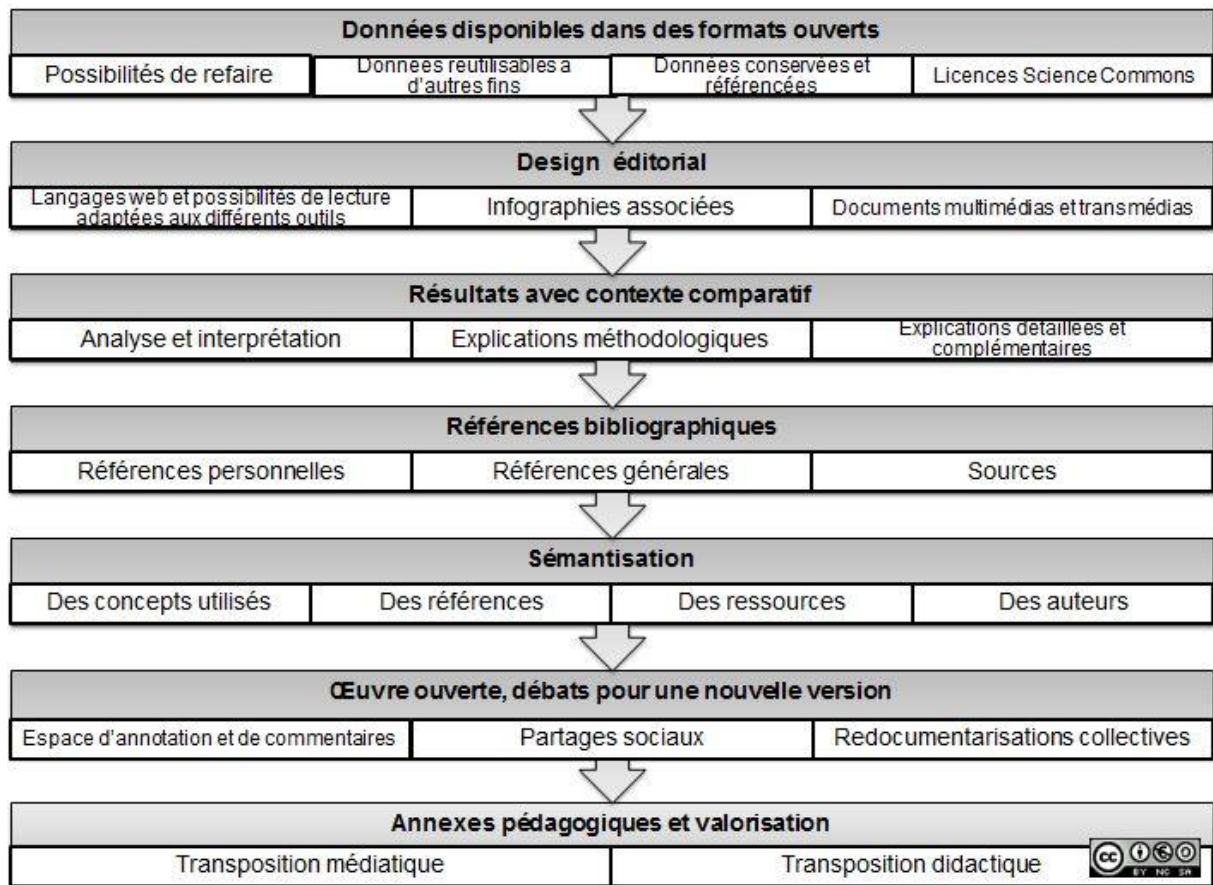 Données disponibles dans des formats ouverts
Possibilités de refaire
Données réutilisables à
d'autres fins
Données conservées et
référencées
Licences Science Commons
Design éditorial
Langages web et possibilités de lecture
adaptées aux différents outils
Infographies associées
Documents multimédias et transmédias
Résultats avec contexte comparatif
Analyse et interprétation
Explications méthodologiques
Explications détaillées et
complémentaires
Références bibliographiques
Références personnelles
Références générales
Sources
Sémantisation
Des concepts utilisés
Des références
Des ressources
Des auteurs
Œuvre ouverte, débats pour une nouvelle version
Espace d'annotation et de commentaires
Partages sociaux
Redocumentarisations collectives
Annexes pédagogiques et valorisation
Transposition médiatique
Transposition didactique
cc
BY NC SA